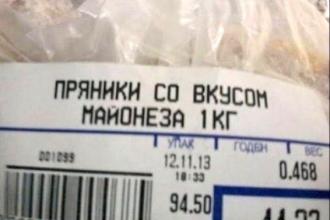 ПРЯНИКИ СО ВКУСОМ
МАЙОНЕЗА 1КГ
УПАК ГОДЕН ВЕС
001099 12.11.13 0.468
18:33
94.50